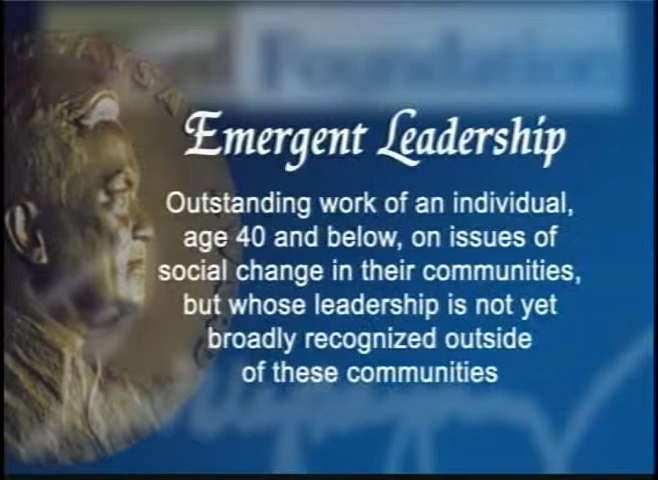 Foundation
Emergent Leadership
Outstanding work of an individual,
age 40 and below, on issues of
social change in their communities,
but whose leadership is not yet
broadly recognized outside
of these communities